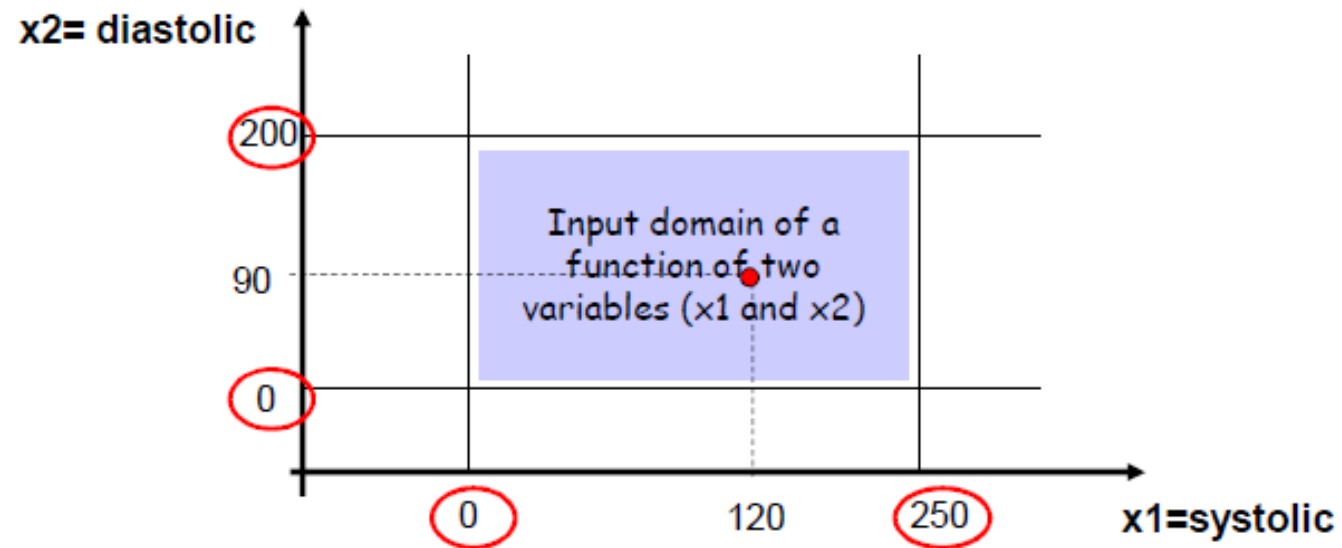 x2= diastolic
200
Input domain of a
function of two
variables (x1 and x2)
90
0
0 120 250 x1=systolic